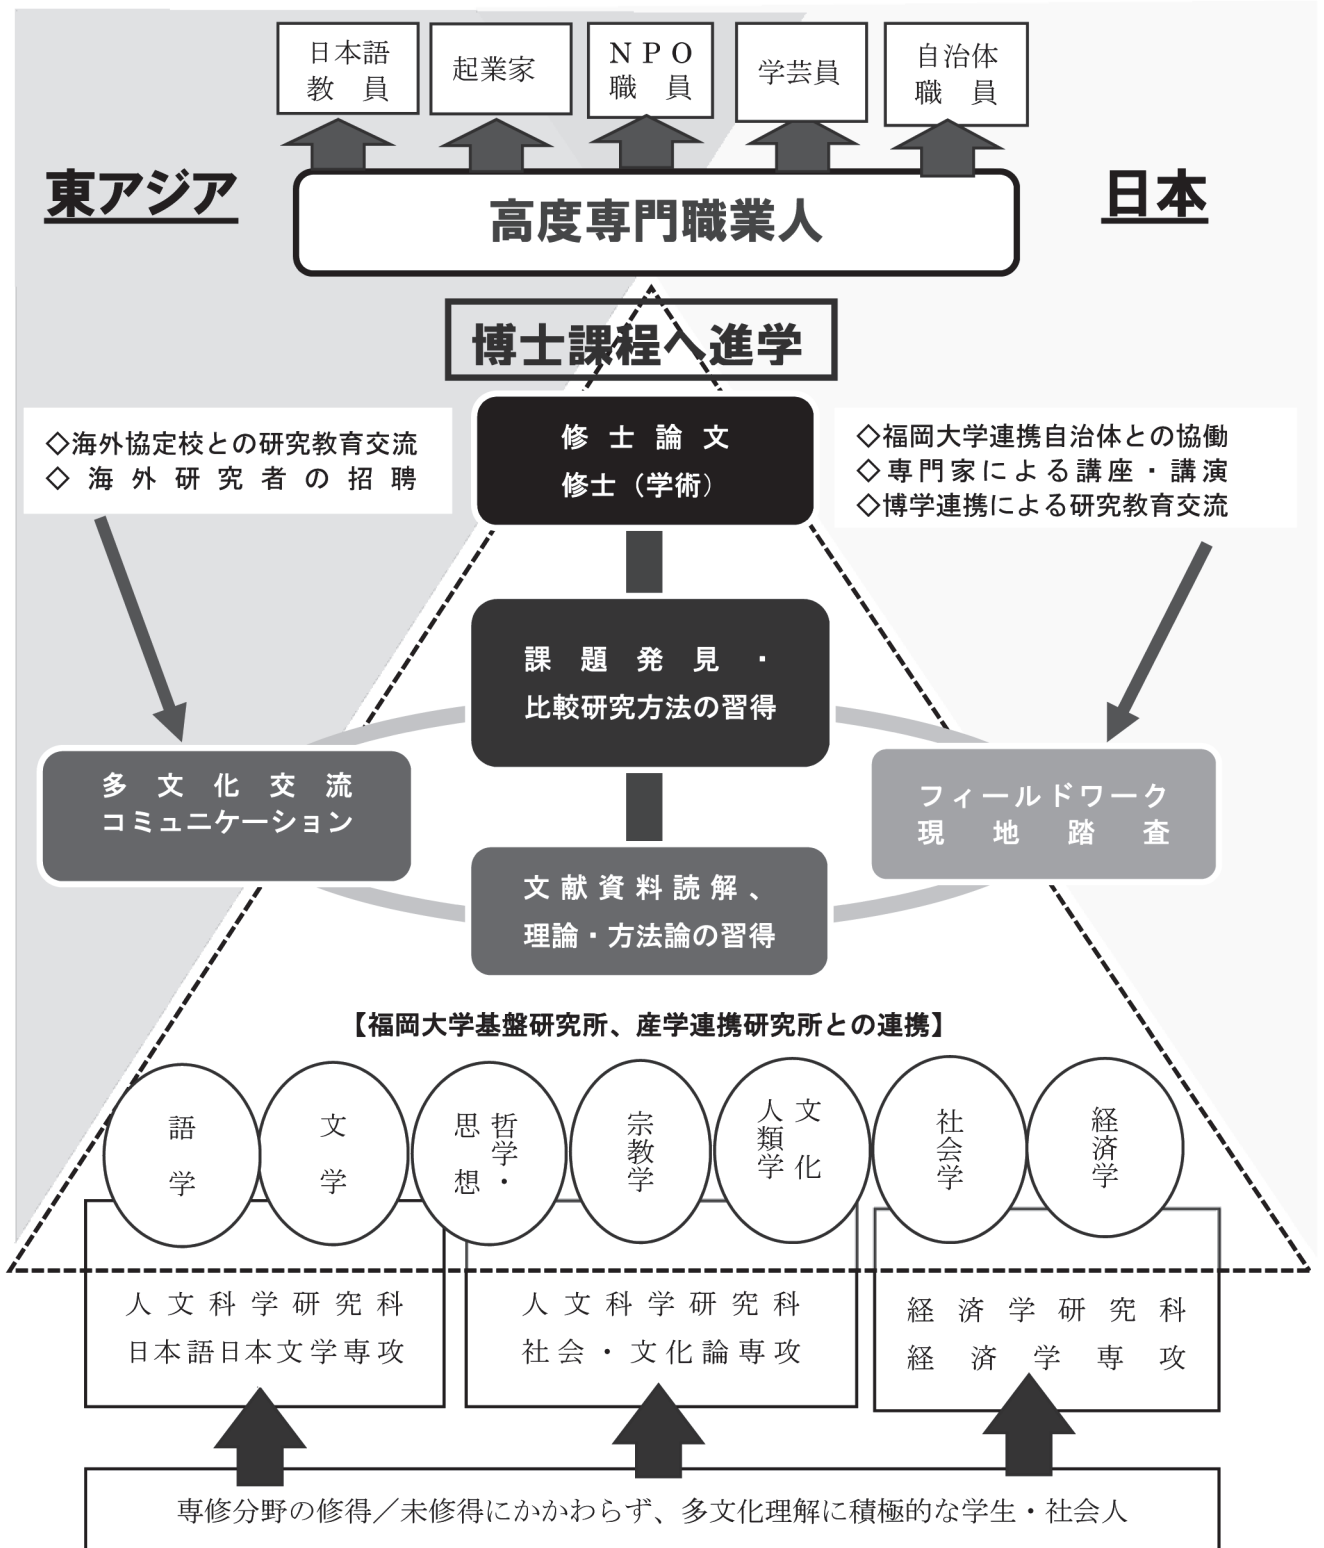 日本語
教員
起業家
NPO
職員
学芸員
自治体
職員
東アジア
高度専門職業人
日本
博士課程へ進学
◇海外協定校との研究教育交流
◇海外研究者の招聘
修士論文
修士（学術）
◇福岡大学連携自治体との協働
◇専門家による講座・講演
◇博学連携による研究教育交流
課題発見・
比較研究方法の習得
多文化交流
コミュニケーション
フィールドワーク
現地踏査
文献資料読解、
理論・方法論の習得
【福岡大学基盤研究所、産学連携研究所との連携】
語学
文学
哲学・
思想
宗教学
文化
人類学
社会学
経済学
人文科学研究科
日本語日本文学専攻
人文科学研究科
社会・文化論専攻
経済学研究科
経済学専攻
専修分野の修得／未修得にかかわらず、多文化理解に積極的な学生・社会人